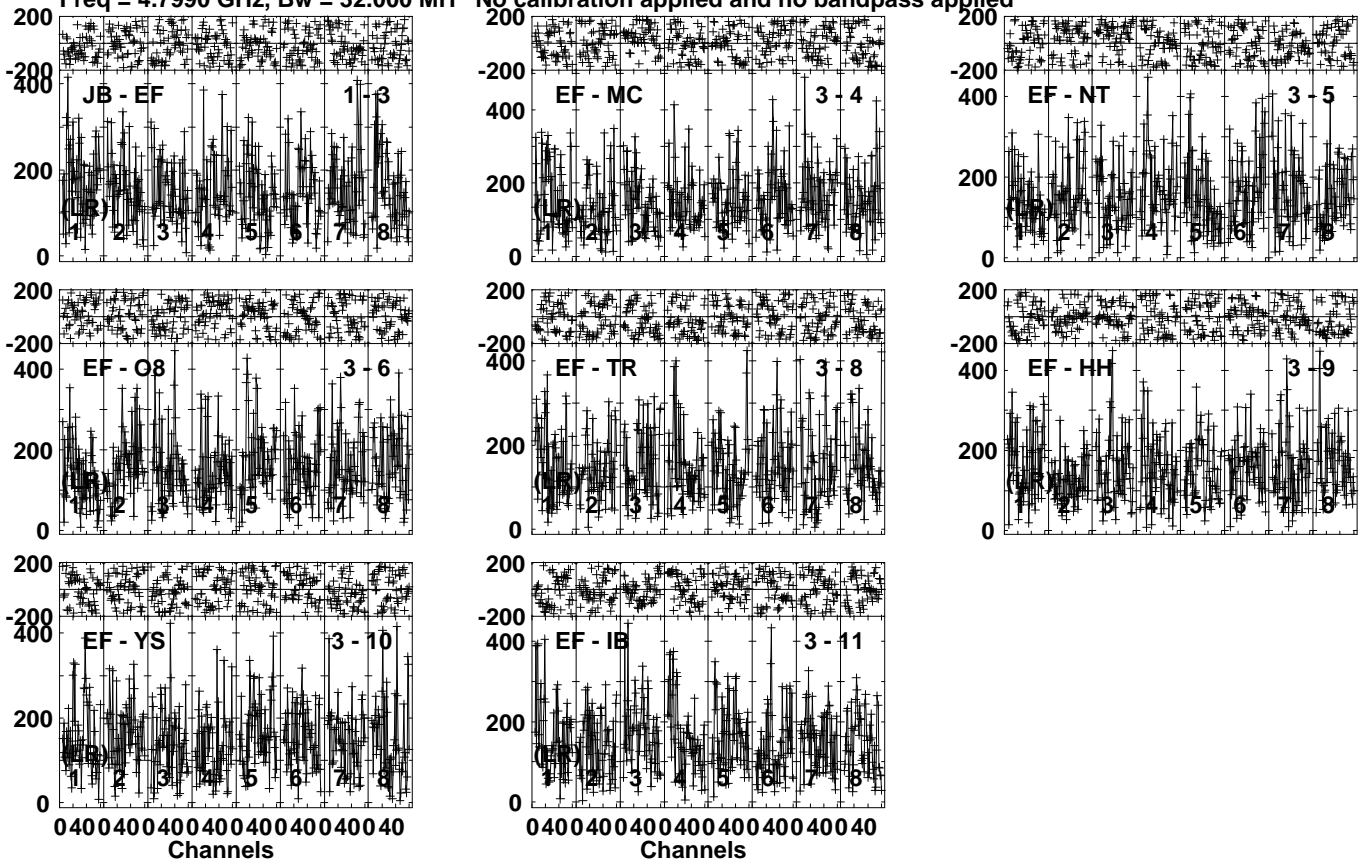 Freq = 4.7990 GHz, Bw = 32.000 MH No calibration applied and no bandpass applied
200
-200
400
JB - EF 1 - 3
200
(LR)
1 2 3 4 5 6 7 8
0
200
-200
400
EF - MC 3 - 4
200
(LR)
1 2 3 4 5 6 7 8
0
200
-200
400
EF - NT 3 - 5
200
(LR)
1 2 3 4 5 6 7 8
0
200
-200
400
EF - O8 3 - 6
200
(LR)
1 2 3 4 5 6 7 8
0
200
-200
400
EF - TR 3 - 8
200
(LR)
1 2 3 4 5 6 7 8
0
200
-200
400
EF - HH 3 - 9
200
(LR)
1 2 3 4 5 6 7 8
0
200
-200
400
EF - YS 3 - 10
200
(LR)
1 2 3 4 5 6 7 8
0
0 40 0 40 0 40 0 40 0 40 0 40 0 40 0 40
Channels
200
-200
400
EF - IB 3 - 11
200
(LR)
1 2 3 4 5 6 7 8
0
0 40 0 40 0 40 0 40 0 40 0 40 0 40 0 40
Channels